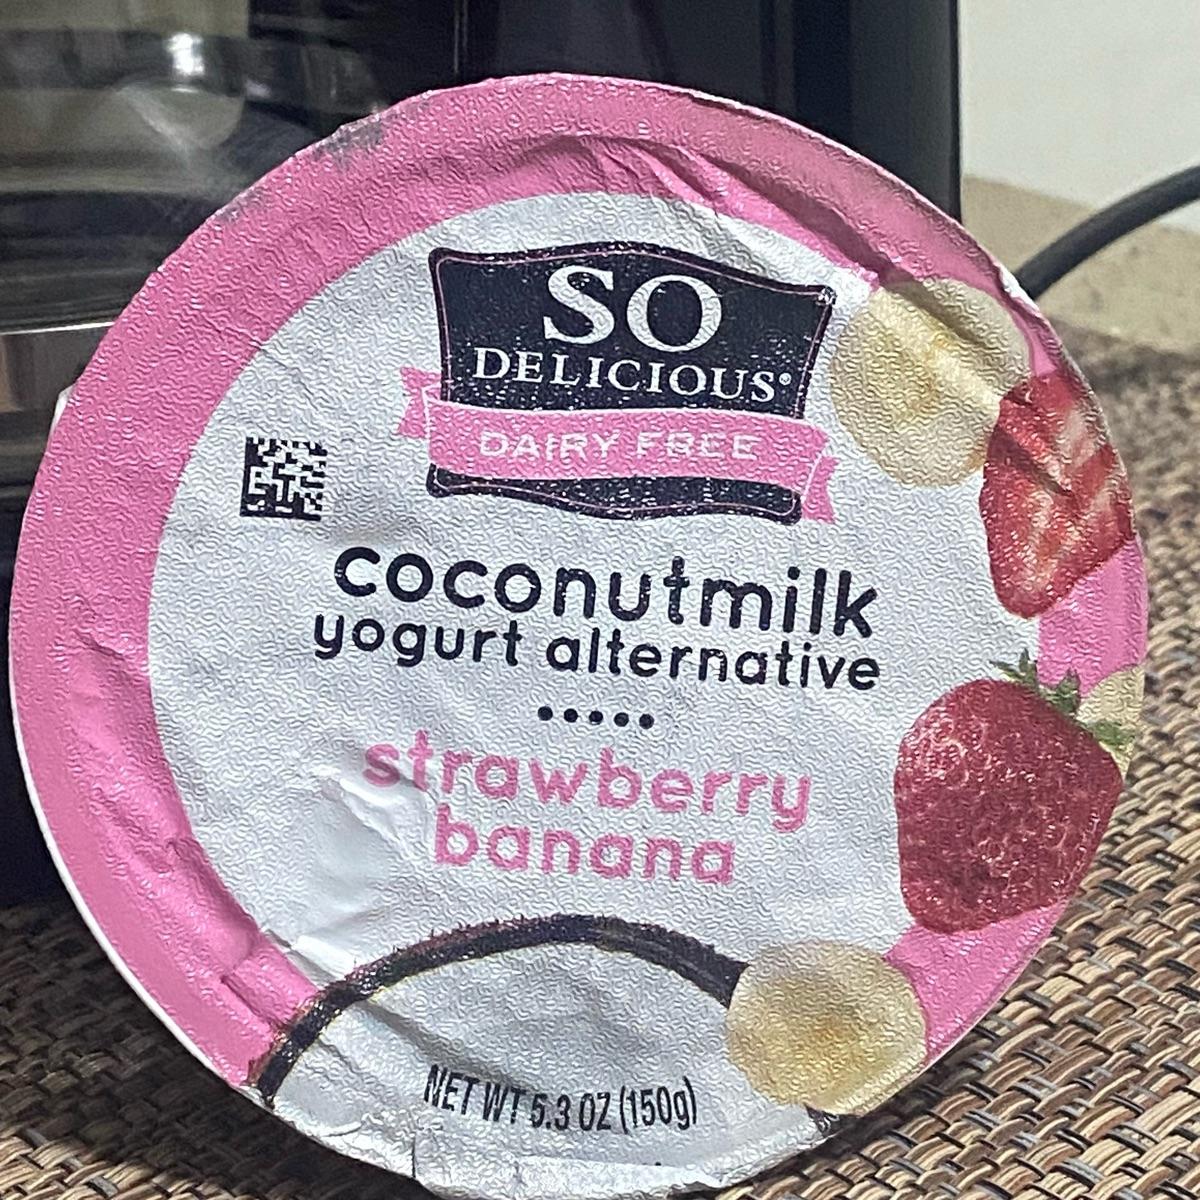 SO
DELICIOUS®
DAIRY FREE
coconutmilk
yogurt alternative
strawberry
banana
NET WT 5.3 OZ (150g)